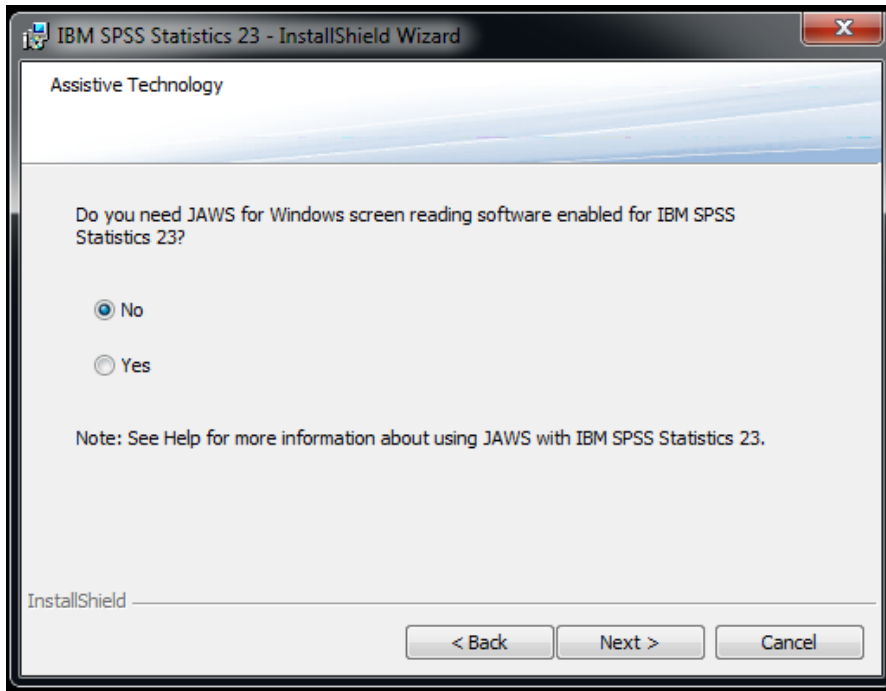 IBM SPSS Statistics 23 - InstallShield Wizard
Assistive Technology
Do you need JAWS for Windows screen reading software enabled for IBM SPSS
Statistics 23?
No
Yes
Note: See Help for more information about using JAWS with IBM SPSS Statistics 23.
InstallShield
< Back Next > Cancel